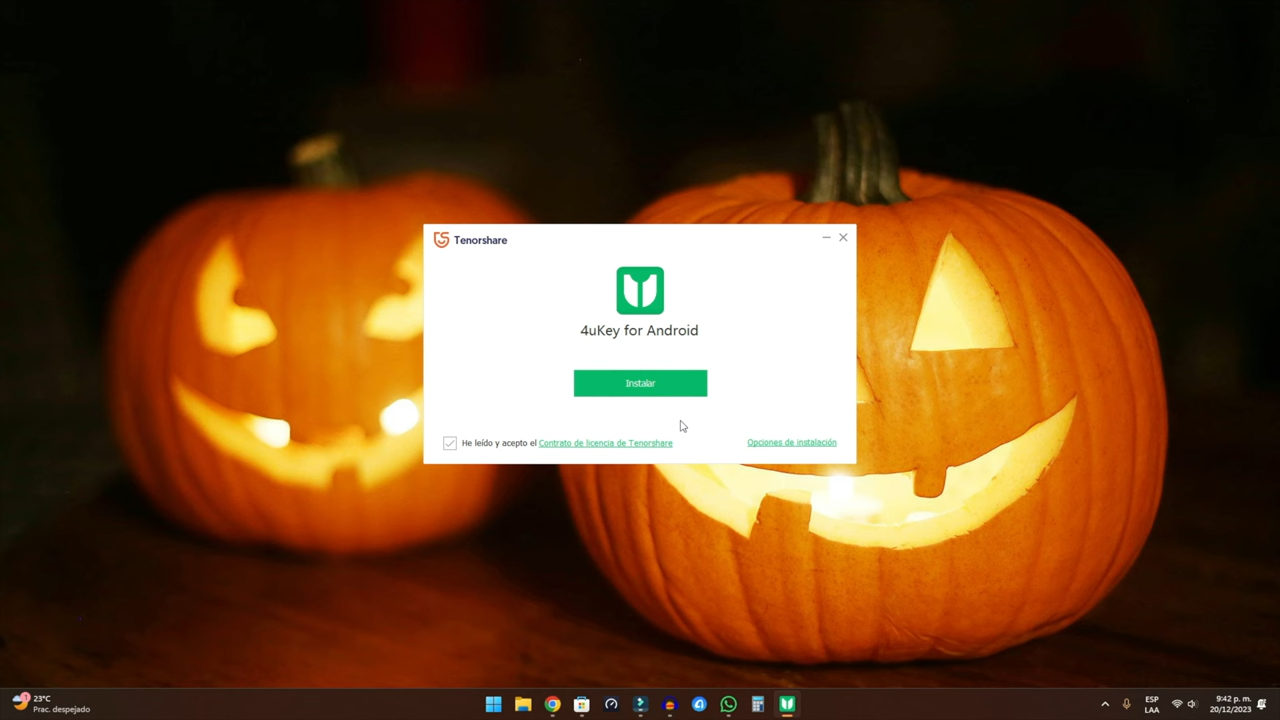 Tenorshare
4uKey for Android
Instalar
He leído y acepto el Contrato de licencia de Tenorshare
Opciones de instalación
1
23°C
Prac. despejado
ESP
LAA
9:42 p. m.
20/12/2023